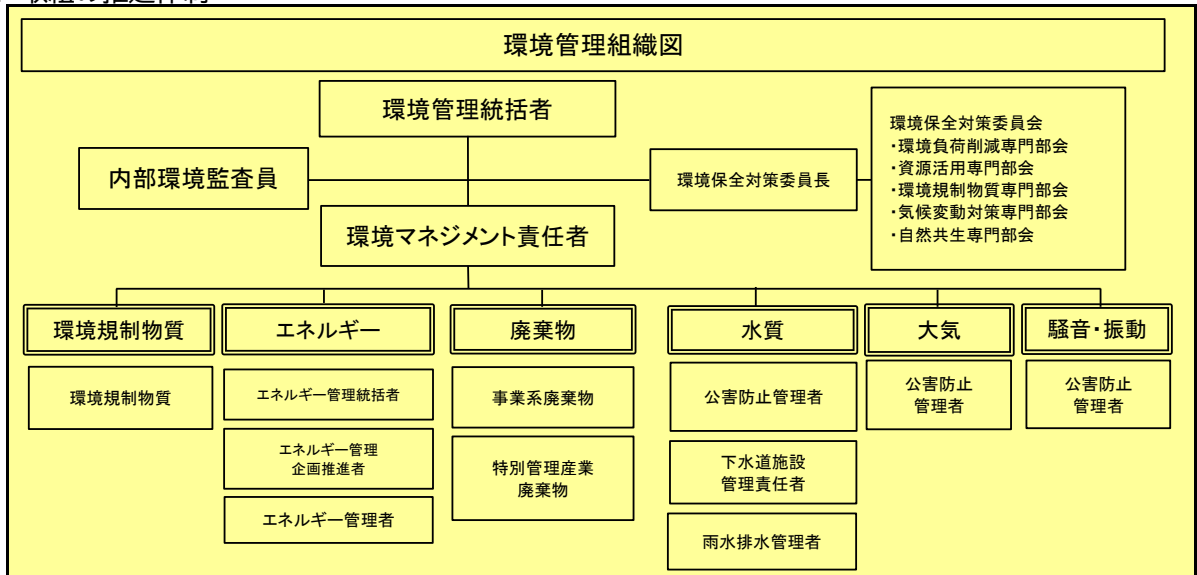 環境管理組織図
環境管理統括者
環境保全対策委員会
・環境負荷削減専門部会
・資源活用専門部会
・環境規制物質専門部会
・気候変動対策専門部会
・自然共生専門部会
内部環境監査員
環境保全対策委員長
環境マネジメント責任者
環境規制物質
エネルギー
廃棄物
水質
大気
騒音・振動
環境規制物質
エネルギー管理統括者
エネルギー管理
企画推進者
エネルギー管理者
事業系廃棄物
特別管理産業
廃棄物
公害防止管理者
下水道施設
管理責任者
雨水排水管理者
公害防止
管理者
公害防止
管理者